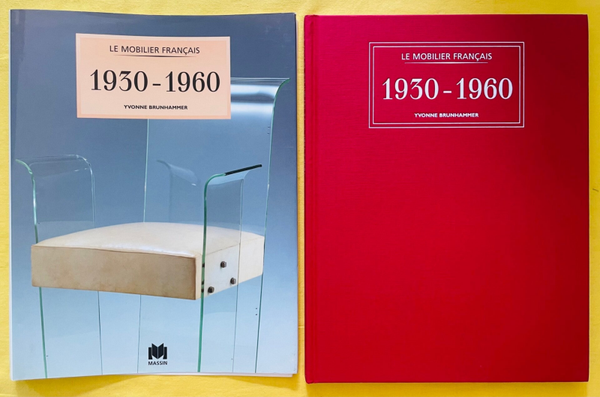 LE MOBILIER FRANÇAIS
1930-1960
YVONNE BRUNHAMMER
MASSIN
LE MOBILIER FRANÇAIS
1930-1960
YVONNE BRUNHAMMER